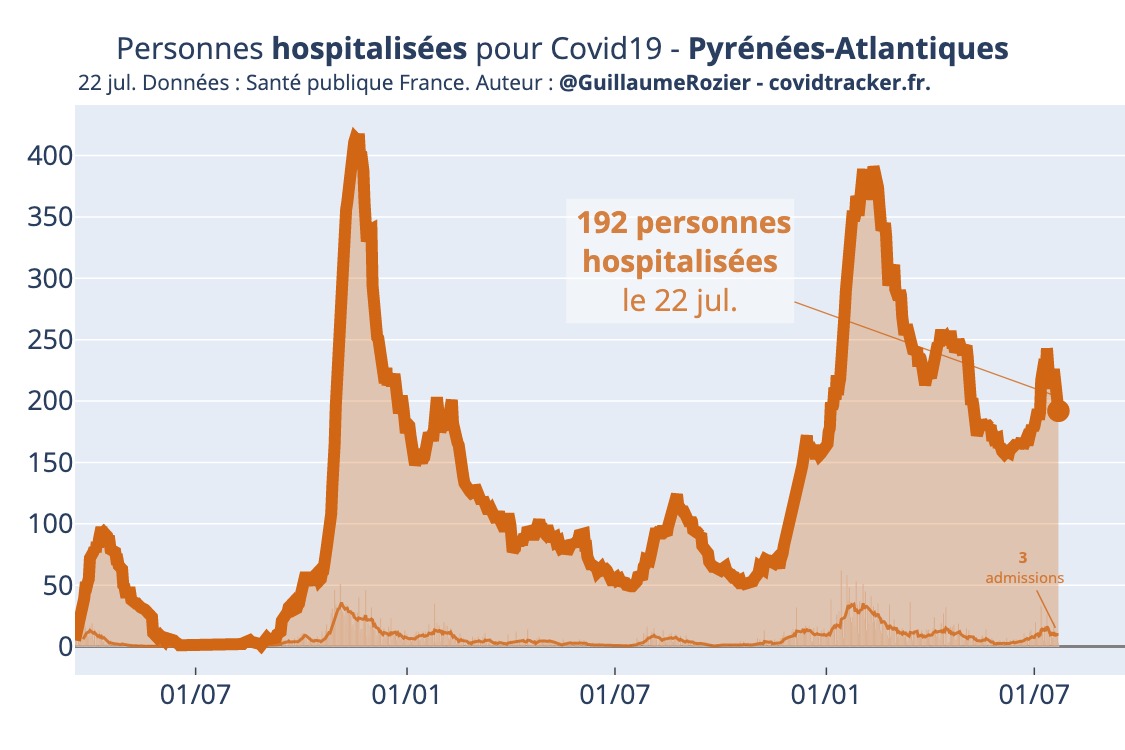 Personnes hospitalisées pour Covid19 - Pyrénées-Atlantiques
22 jul. Données : Santé publique France. Auteur : @GuillaumeRozier - covidtracker.fr.
400
350
300
250
200
150
100
50
0
192 personnes
hospitalisées
le 22 jul.
3
admissions
01/07
01/01
01/07
01/01
01/07